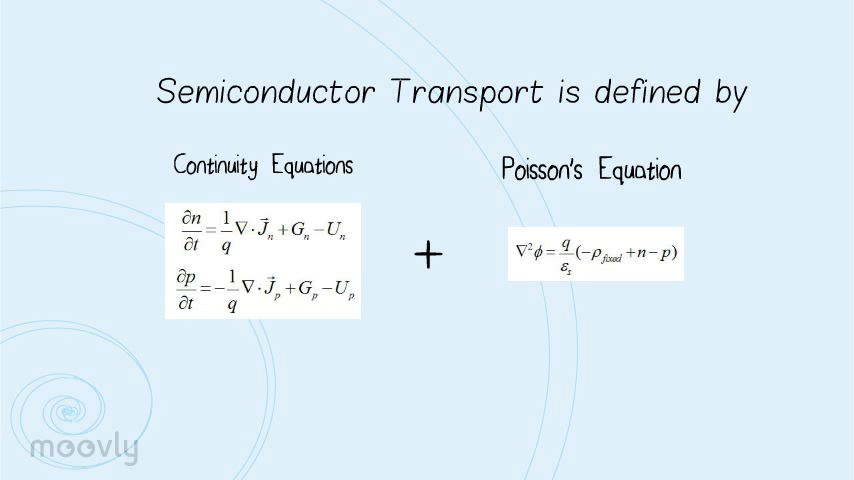 Semiconductor Transport is defined by
Continuity Equations
∂n/∂t = 1/q ∇·J⃗ₙ + Gₙ − Uₙ
∂p/∂t = −1/q ∇·J⃗ₚ + Gₚ − Uₚ
+
Poisson's Equation
∇²ϕ = q/εₛ (−ρ_fixed + n − p)
moovly